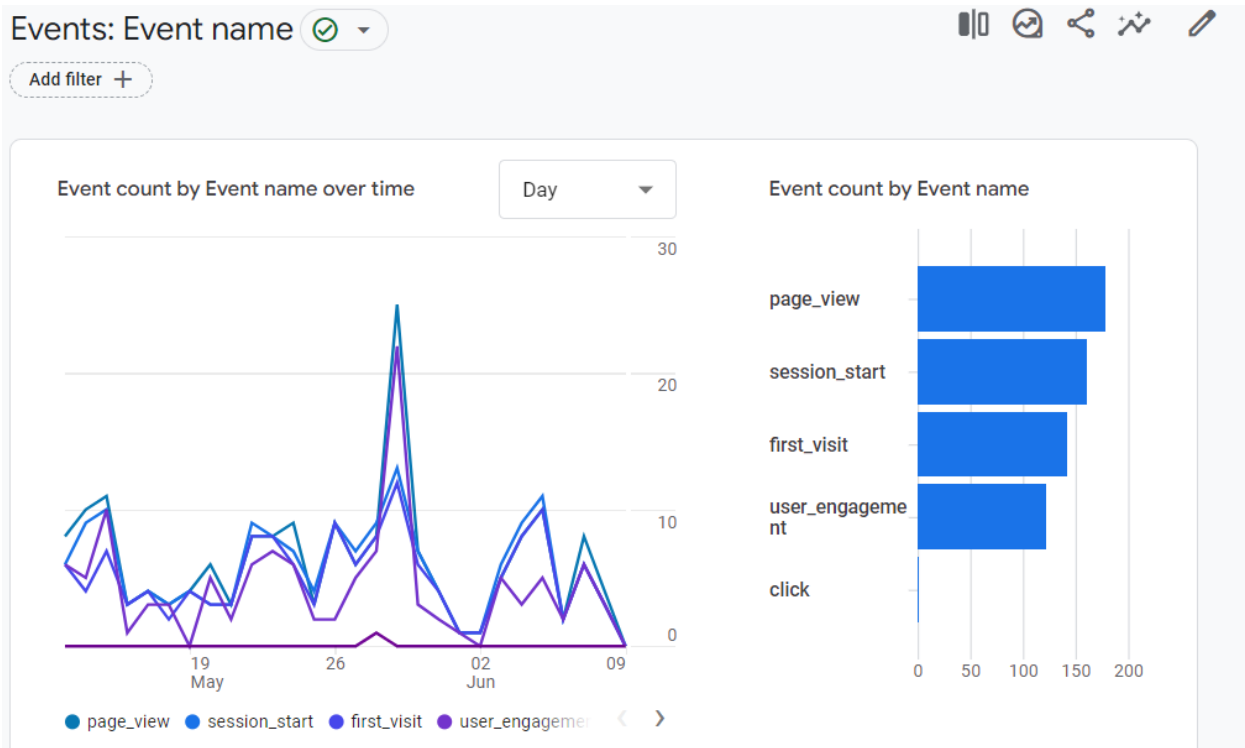 Events: Event name
Add filter +
Event count by Event name over time
Day
30
20
10
0
19
May
26
02
Jun
09
page_view
session_start
first_visit
user_engageme
Event count by Event name
page_view
session_start
first_visit
user_engageme
nt
click
0
50
100
150
200